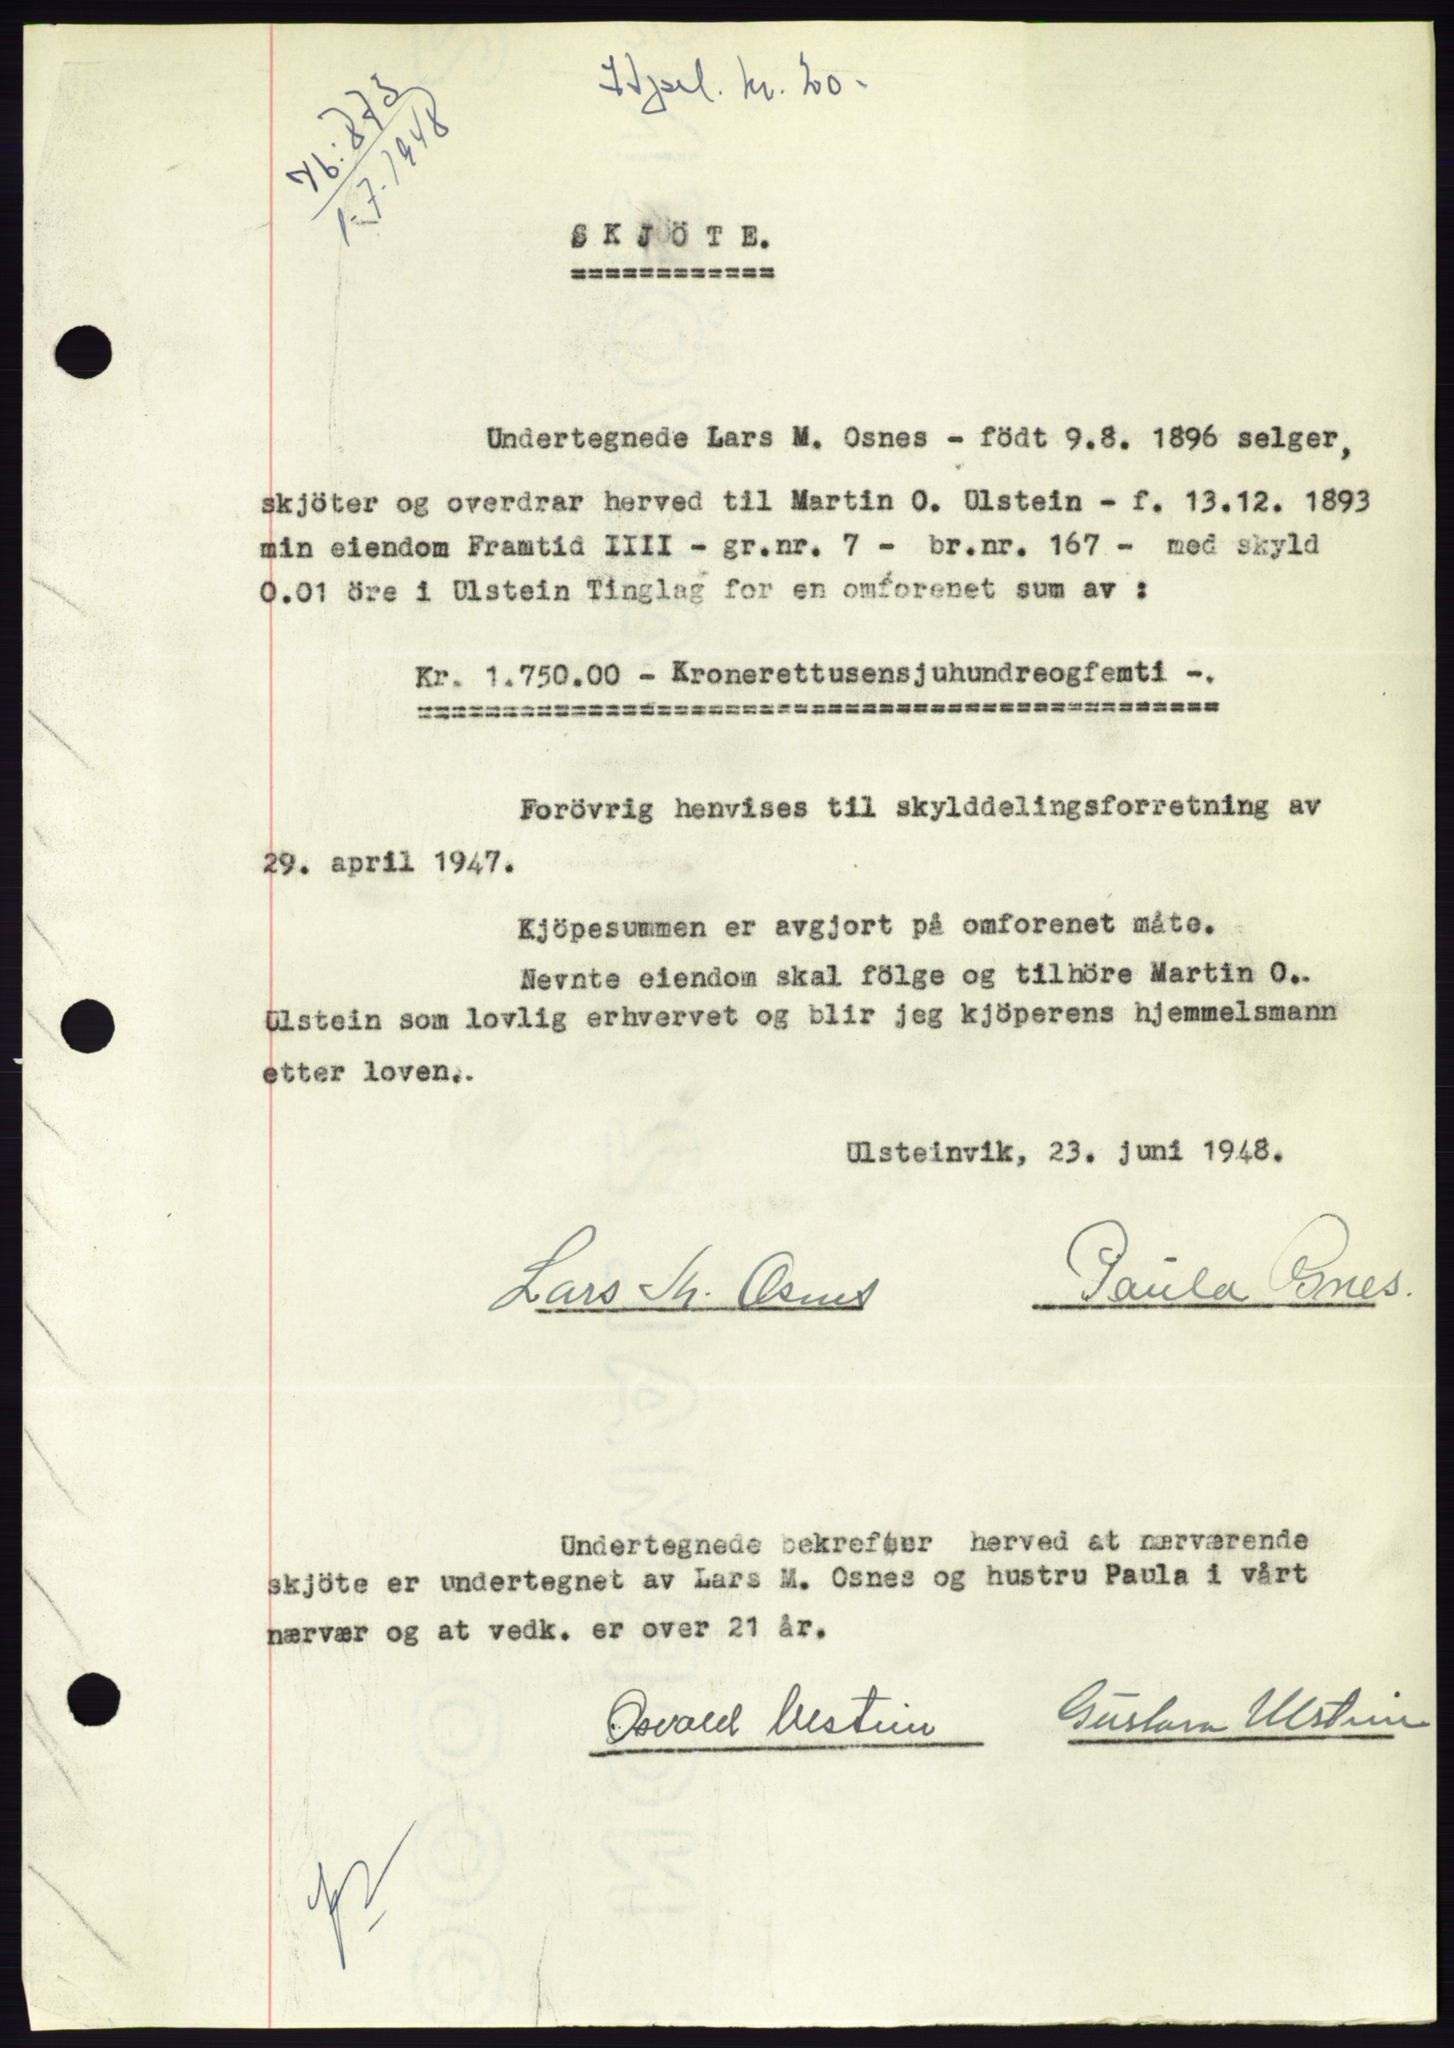 kr. 20.-
873
1-7-1948
SKJÖTE.
============
Undertegnede Lars M. Osnes - födt 9.8. 1896 selger,
skjöter og overdrar herved til Martin O. Ulstein - f. 13.12. 1893
min eiendom Framtid IIII - gr.nr. 7 - br.nr. 167 - med skyld
0.01 öre i Ulstein Tinglag for en omforenet sum av :
Kr. 1.750.00 - Kronerettusensjuhundreogfemti -.
===============================================
Forövrig henvises til skylddelingsforretning av
29. april 1947.
Kjöpesummen er avgjort på omforenet måte.
Nevnte eiendom skal fölge og tilhöre Martin O..
Ulstein som lovlig erhvervet og blir jeg kjöperens hjemmelsmann
etter loven..
Ulsteinvik, 23. juni 1948.
Lars M. Osnes Paula Osnes.
Undertegnede herved at nærværende
skjöte er undertegnet av Lars M. Osnes og hustru Paula i vårt
nærvær og at vedk. er over 21 år.
Osvald Ulstein Gustava Ulstein